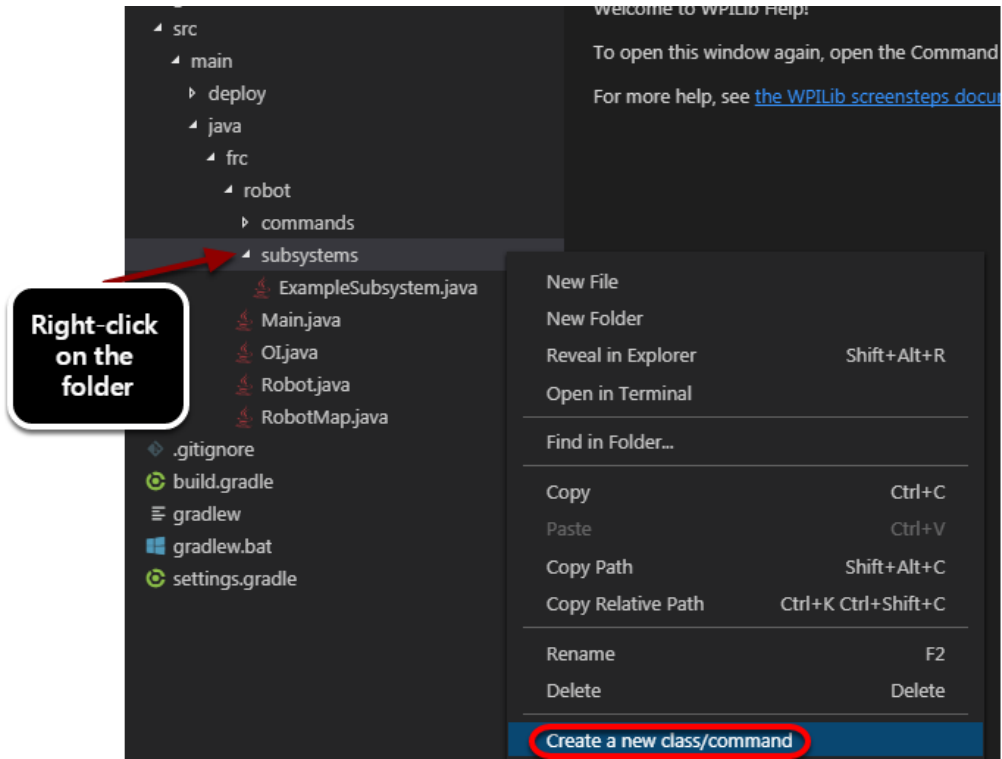 Welcome to WPILib Help!
src
To open this window again, open the Command
main
deploy
For more help, see the WPILib screensteps docu
java
frc
robot
commands
subsystems
ExampleSubsystem.java
Main.java
OI.java
Robot.java
RobotMap.java
.gitignore
build.gradle
gradlew
gradlew.bat
settings.gradle
Right-click
on the
folder
New File
New Folder
Reveal in Explorer Shift+Alt+R
Open in Terminal
Find in Folder...
Copy Ctrl+C
Paste Ctrl+V
Copy Path Shift+Alt+C
Copy Relative Path Ctrl+K Ctrl+Shift+C
Rename F2
Delete Delete
Create a new class/command